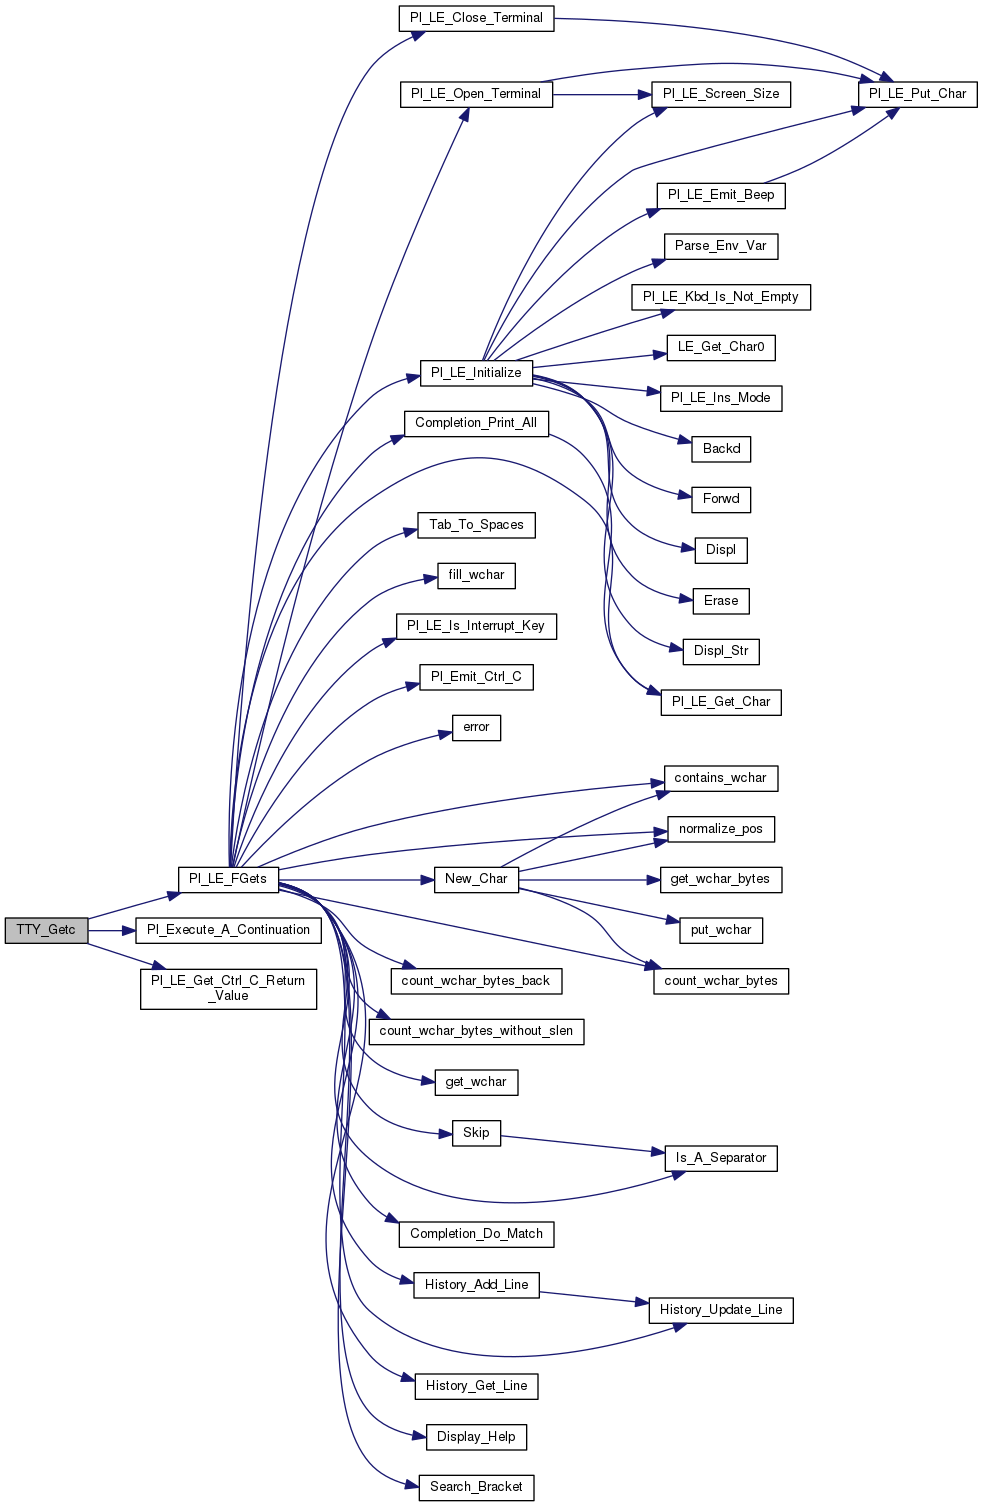 Pl_LE_Close_Terminal
Pl_LE_Open_Terminal
Pl_LE_Screen_Size
Pl_LE_Put_Char
Pl_LE_Emit_Beep
Parse_Env_Var
Pl_LE_Kbd_Is_Not_Empty
LE_Get_Char0
Pl_LE_Initialize
Pl_LE_Ins_Mode
Completion_Print_All
Backd
Forwd
Tab_To_Spaces
Displ
fill_wchar
Erase
Pl_LE_Is_Interrupt_Key
Displ_Str
Pl_Emit_Ctrl_C
Pl_LE_Get_Char
error
contains_wchar
normalize_pos
Pl_LE_FGets
New_Char
get_wchar_bytes
TTY_Getc
Pl_Execute_A_Continuation
put_wchar
Pl_LE_Get_Ctrl_C_Return
_Value
count_wchar_bytes_back
count_wchar_bytes
count_wchar_bytes_without_slen
get_wchar
Skip
Is_A_Separator
Completion_Do_Match
History_Add_Line
History_Update_Line
History_Get_Line
Display_Help
Search_Bracket